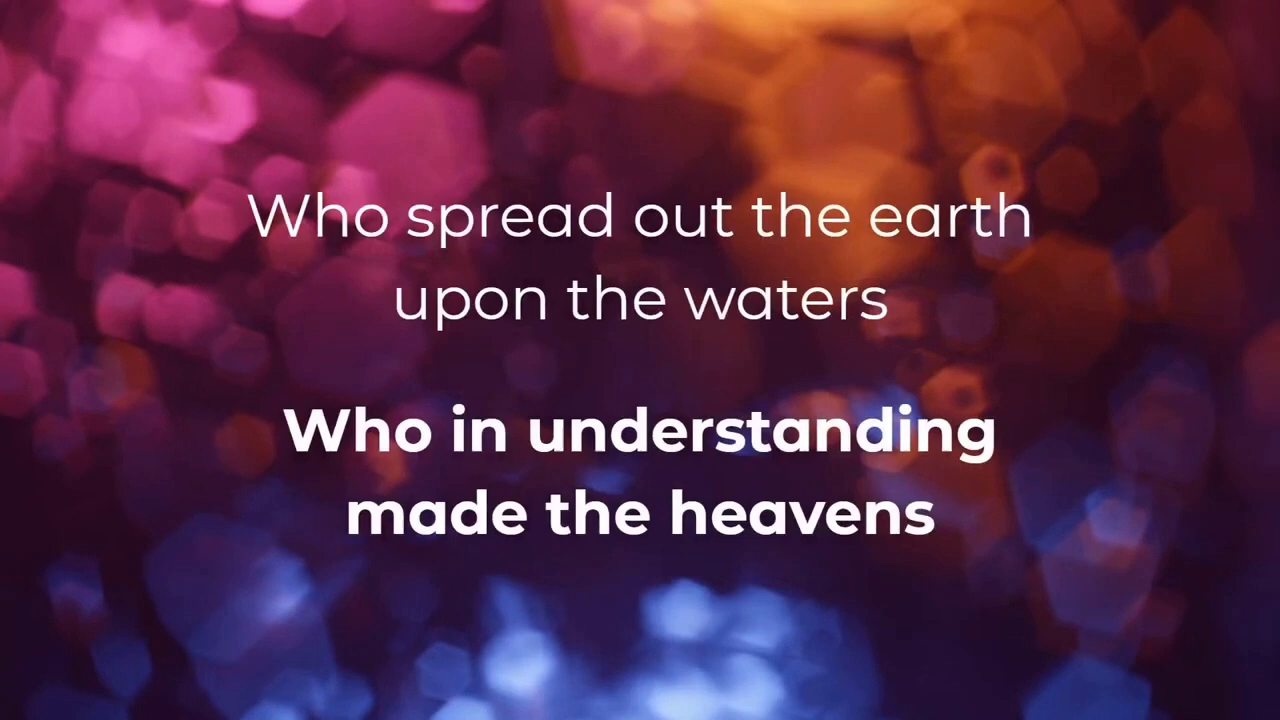 Who spread out the earth
upon the waters
Who in understanding
made the heavens